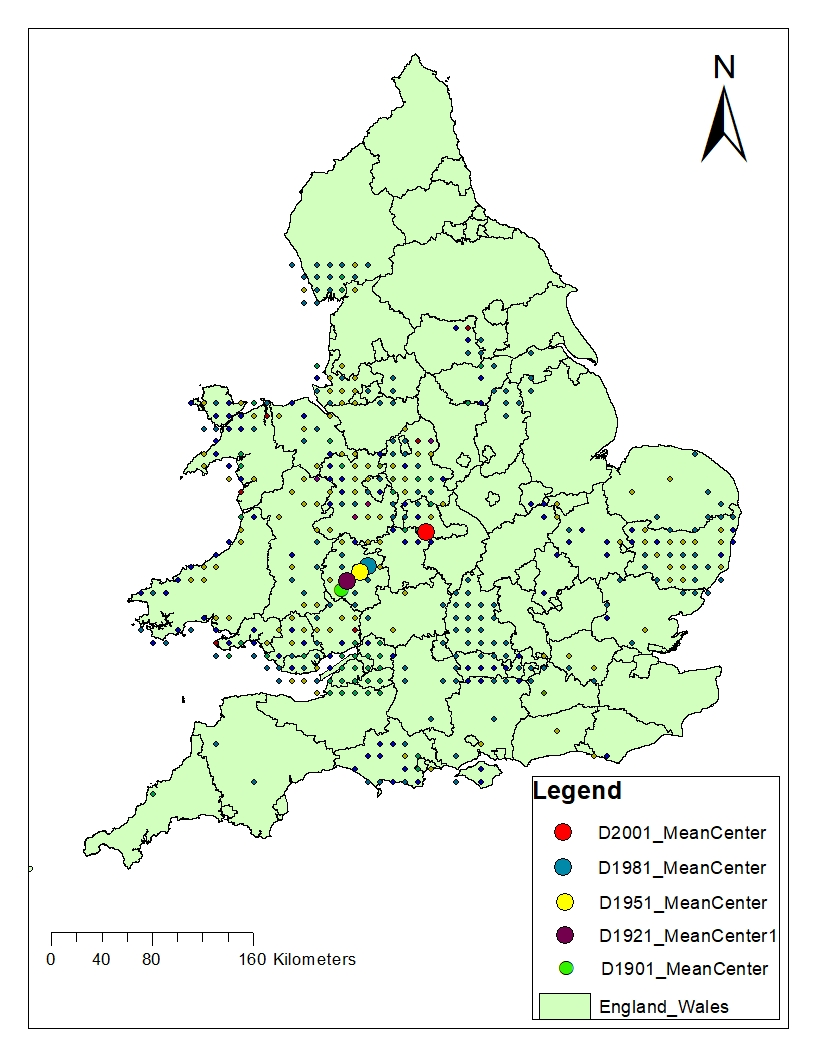 N
Legend
D2001_MeanCenter
D1981_MeanCenter
D1951_MeanCenter
D1921_MeanCenter1
D1901_MeanCenter
England_Wales
0 40 80 160 Kilometers